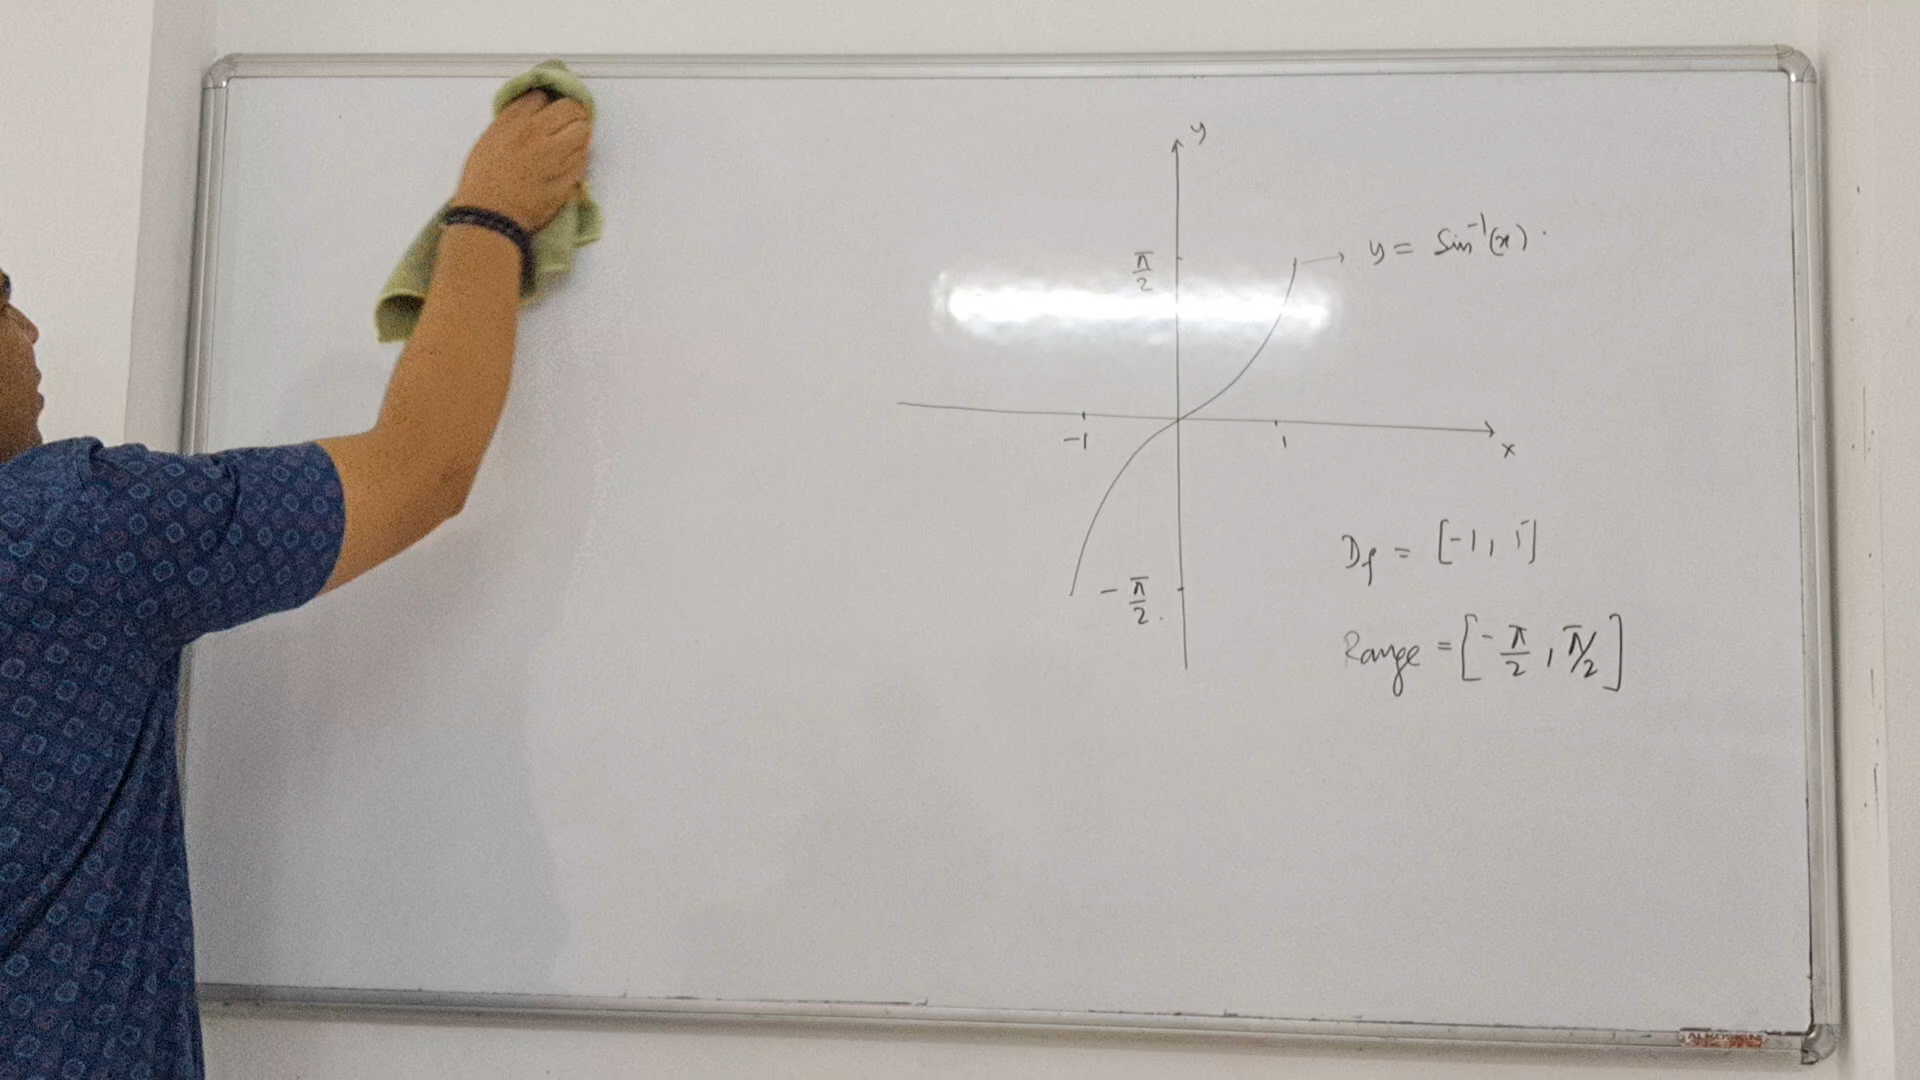 y
π/2
y = Sin⁻¹(x).
-1
1
x
Df = [-1, 1]
-π/2.
Range = [-π/2, π/2]